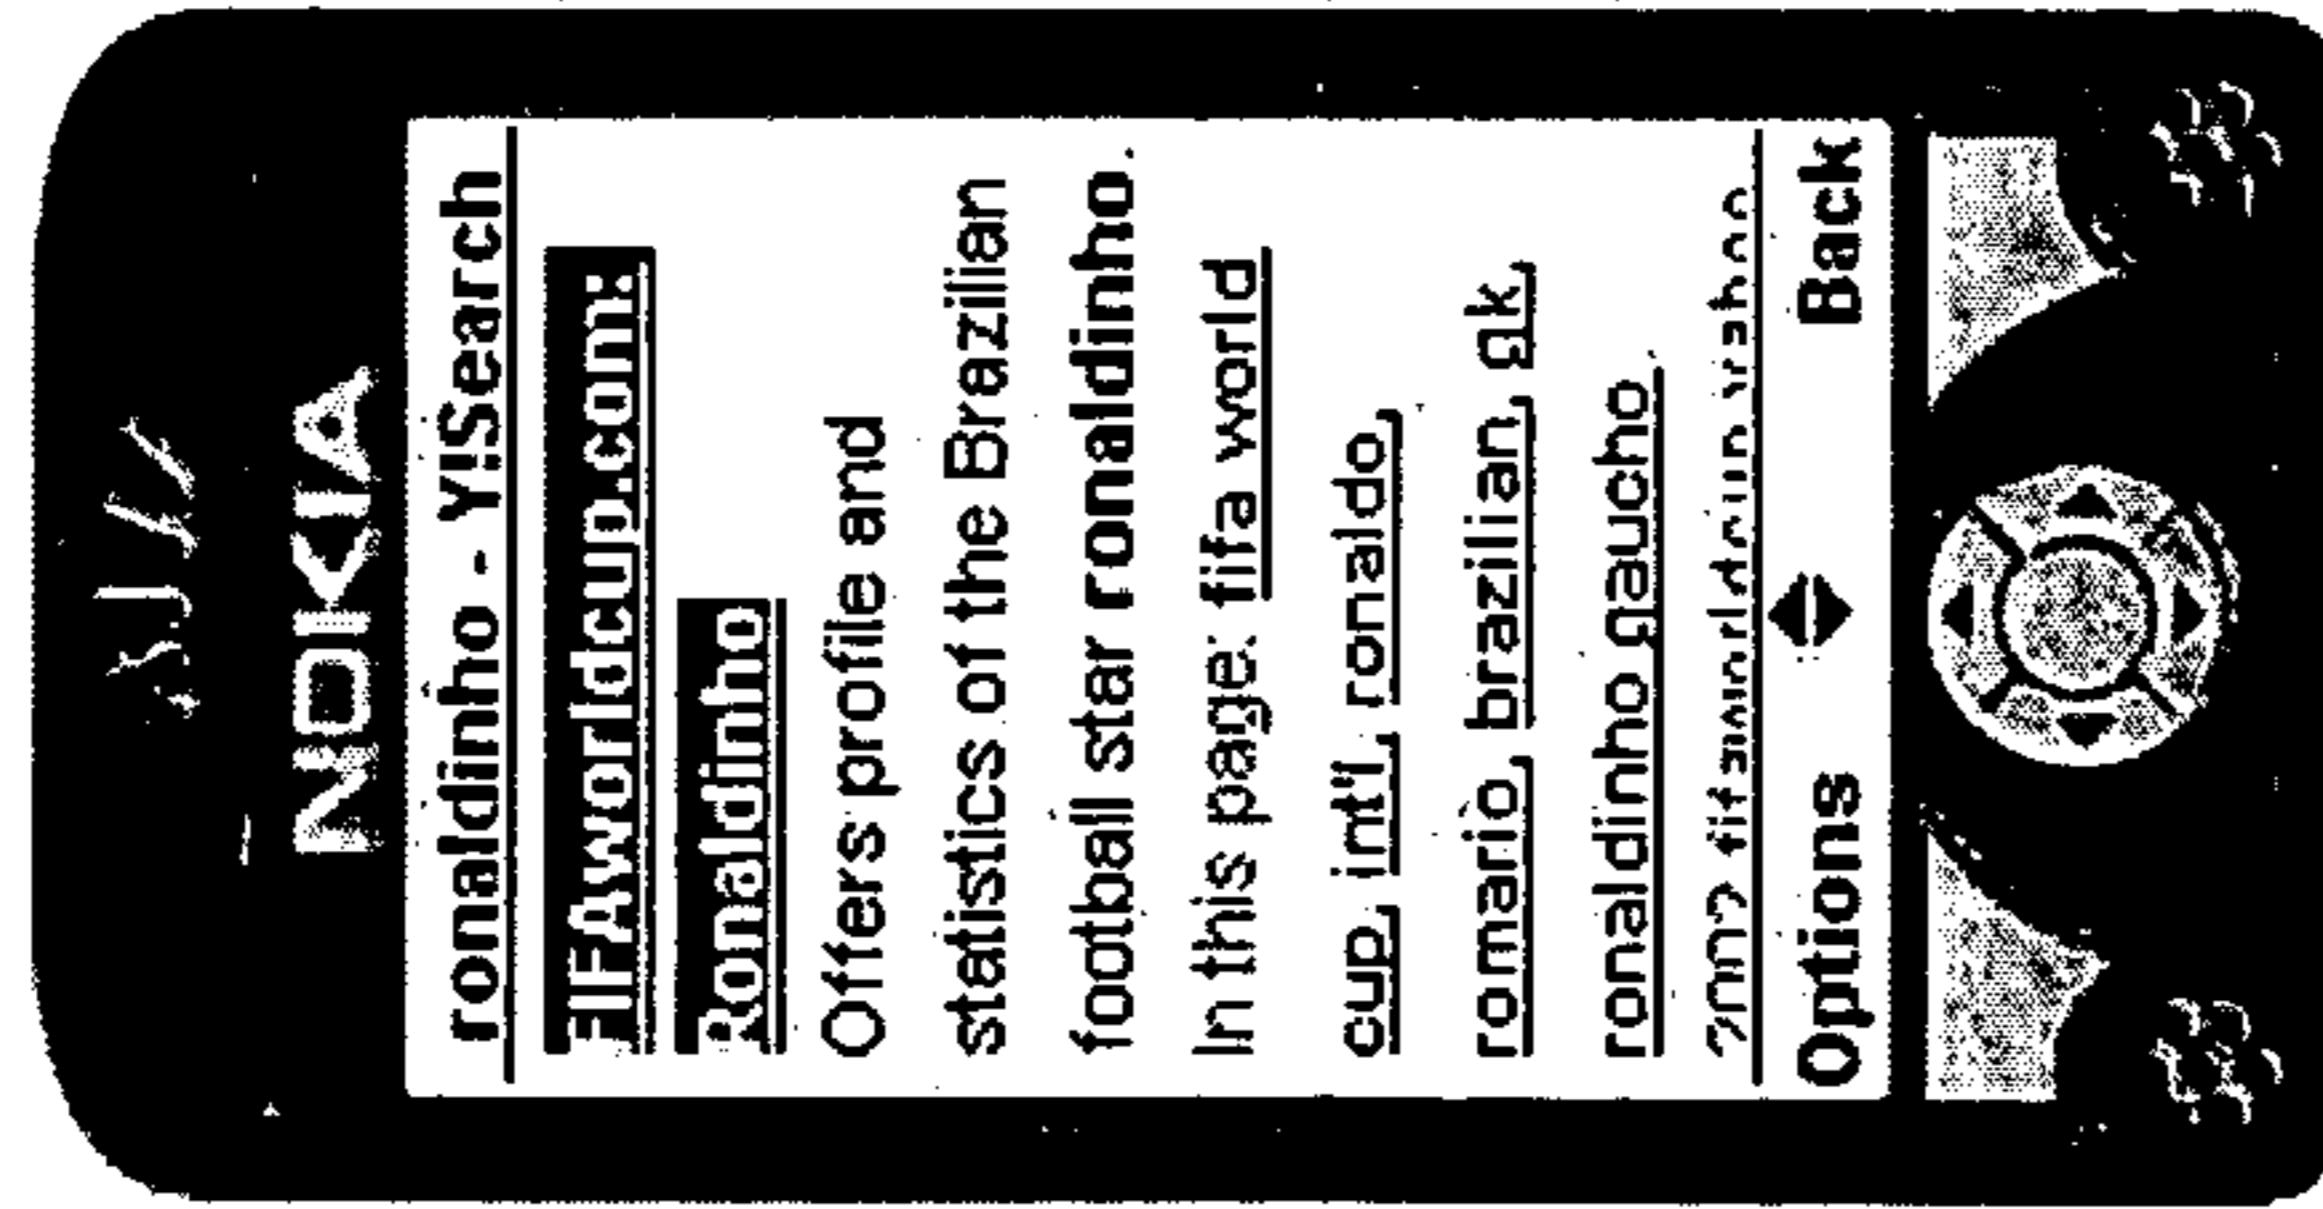 NOKIA
ronaldinho - Y!Search
FIFAworldcup.com:
Ronaldinho
Offers profile and
statistics of the Brazilian
football star ronaldinho.
In this page: fifa world
cup, int'l, ronaldo,
romario, brazilian, gk,
ronaldinho gaucho
Options Back